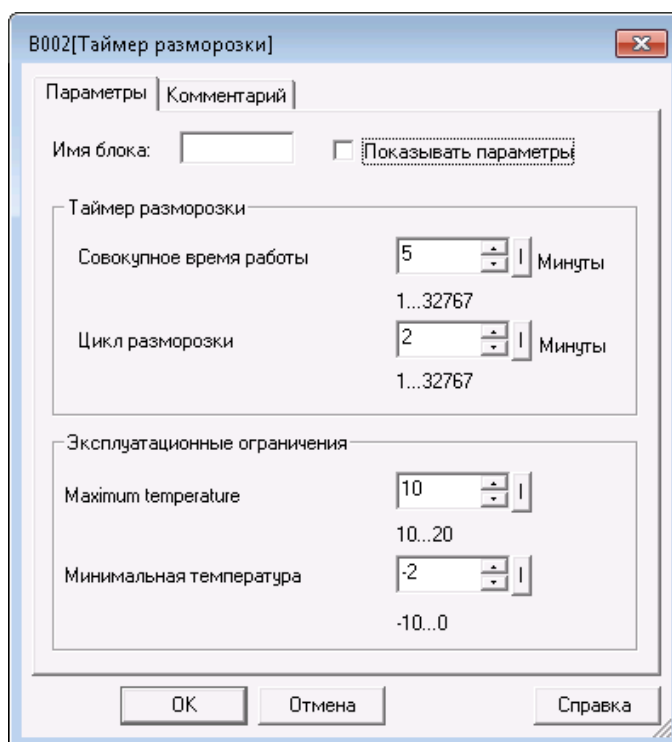 B002[Таймер разморозки]
Параметры Комментарий
Имя блока: Показывать параметры
Таймер разморозки
Совокупное время работы 5 Минуты
1...32767
Цикл разморозки 2 Минуты
1...32767
Эксплуатационные ограничения
Maximum temperature 10
10...20
Минимальная температура -2
-10...0
OK Отмена Справка